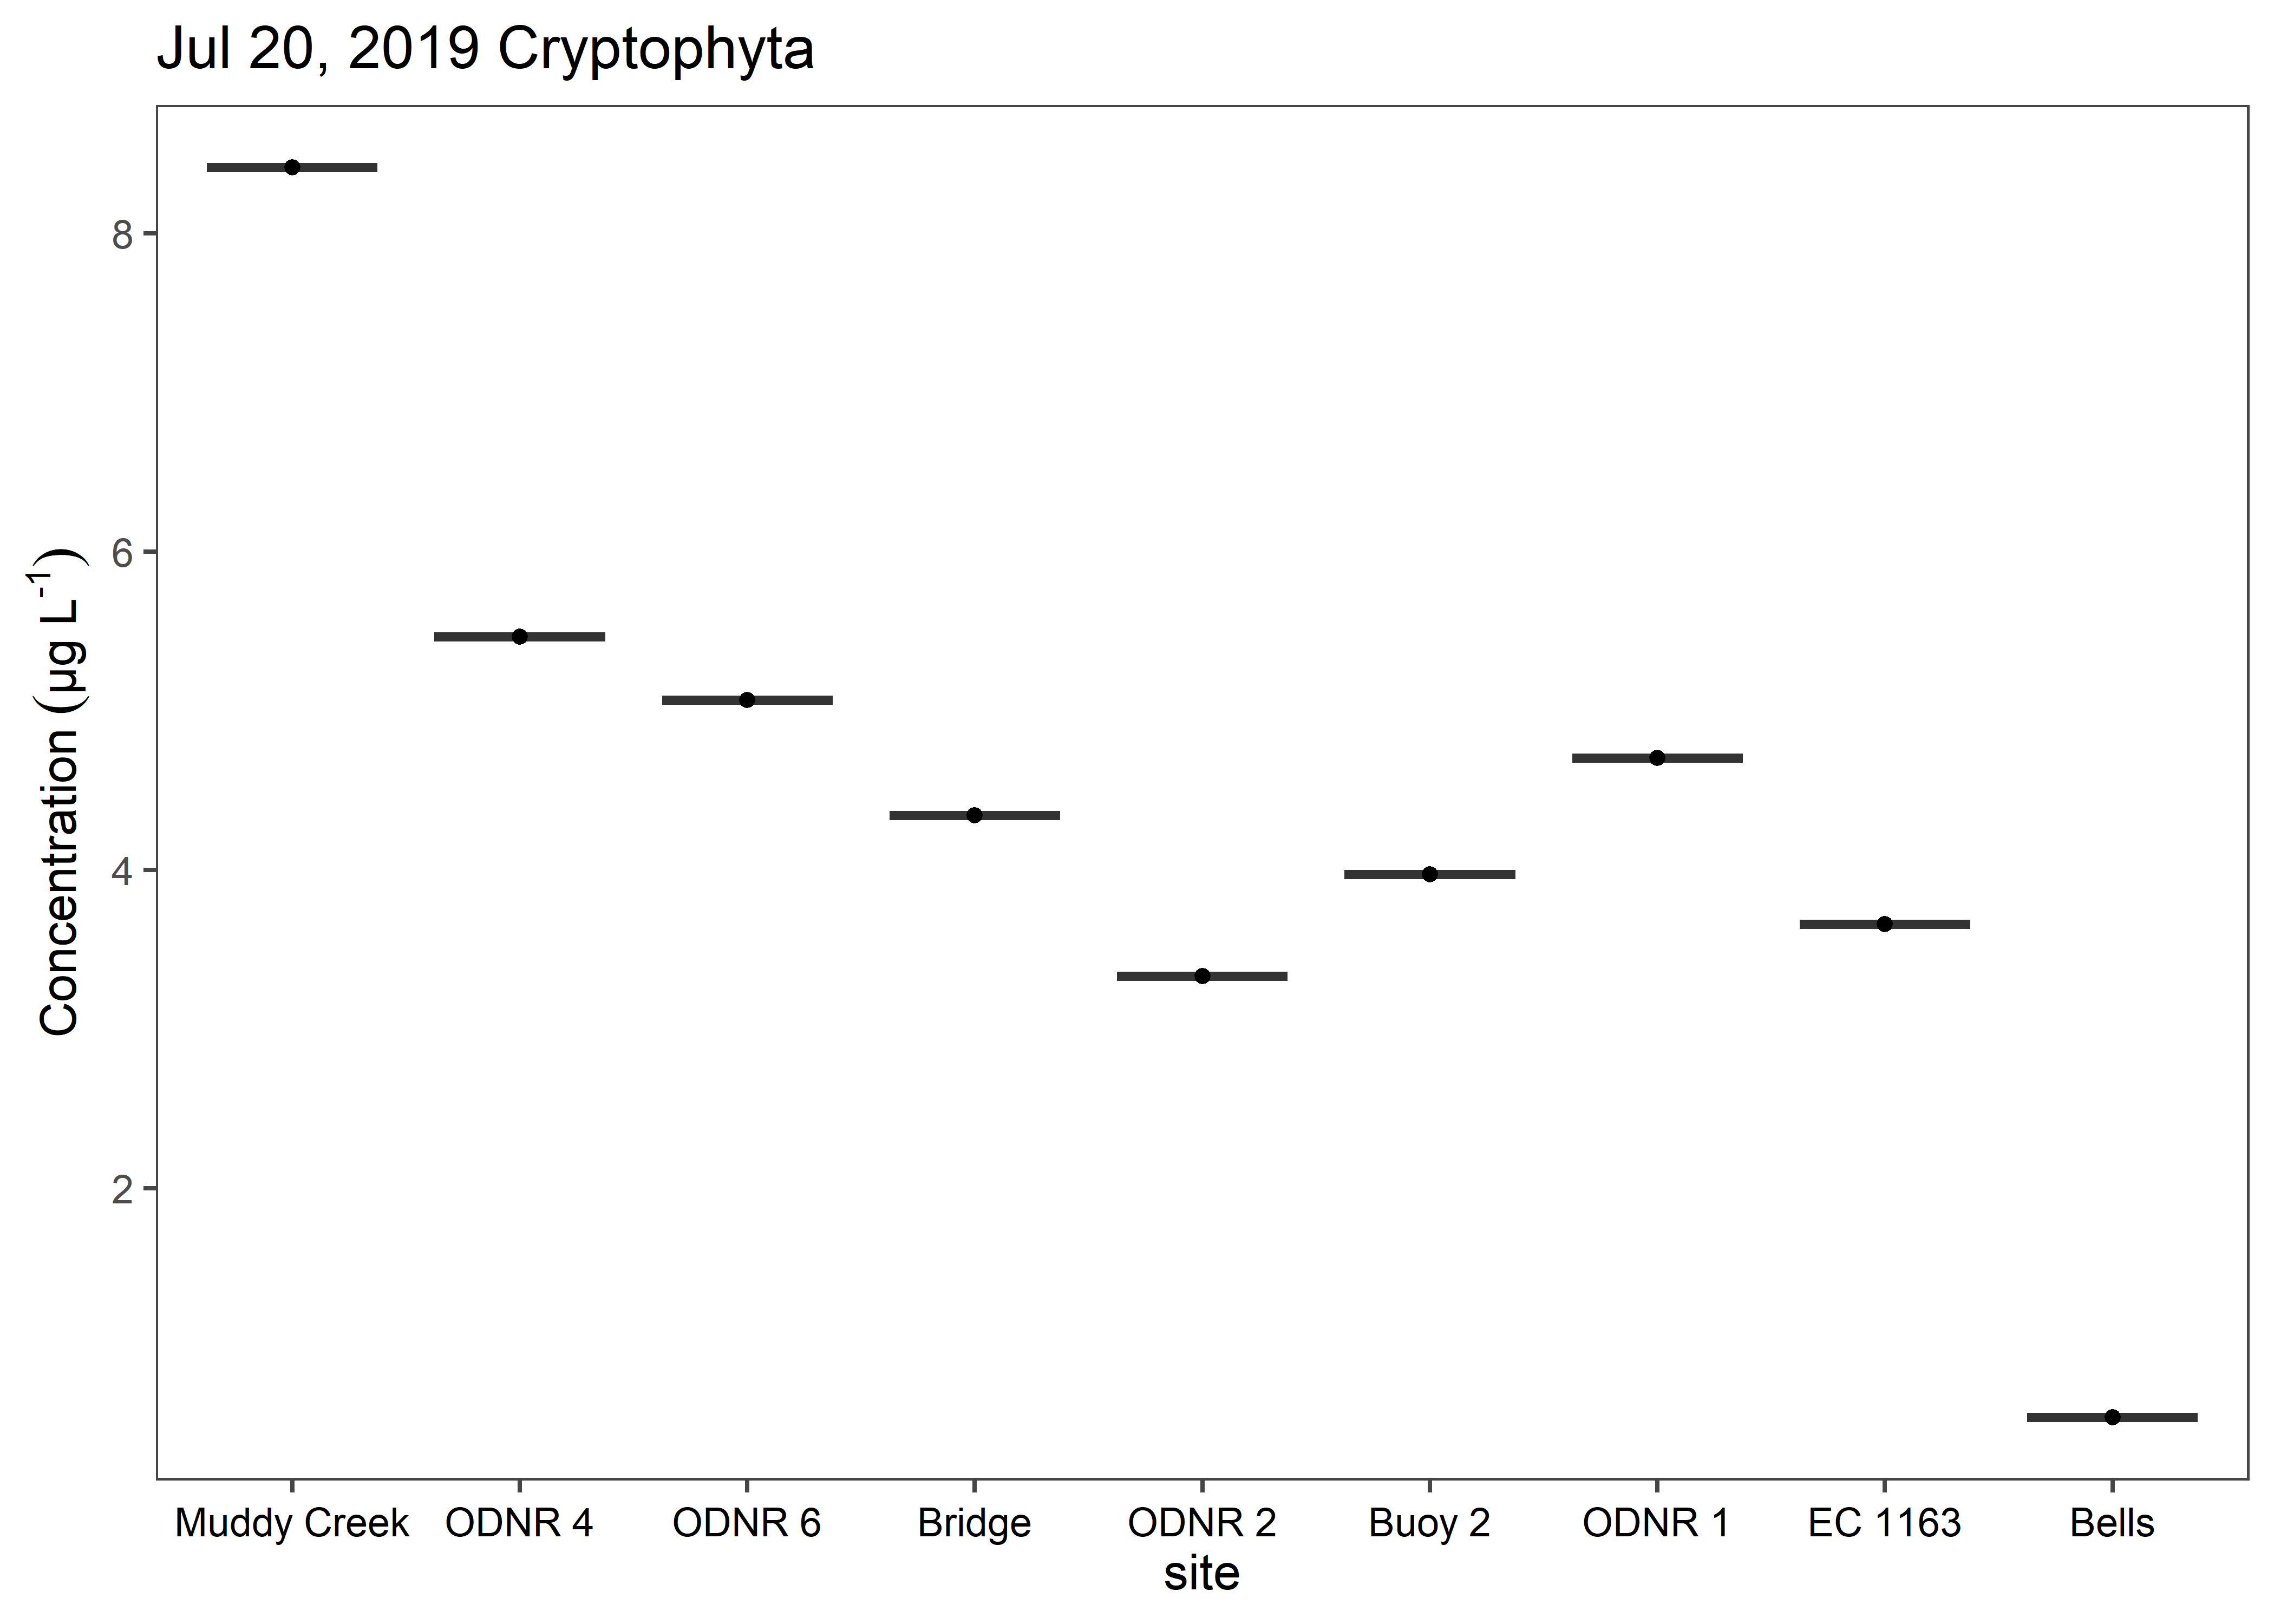 Jul 20, 2019 Cryptophyta
Concentration (µg L⁻¹)
8
6
4
2
Muddy Creek ODNR 4 ODNR 6 Bridge ODNR 2 Buoy 2 ODNR 1 EC 1163 Bells
site